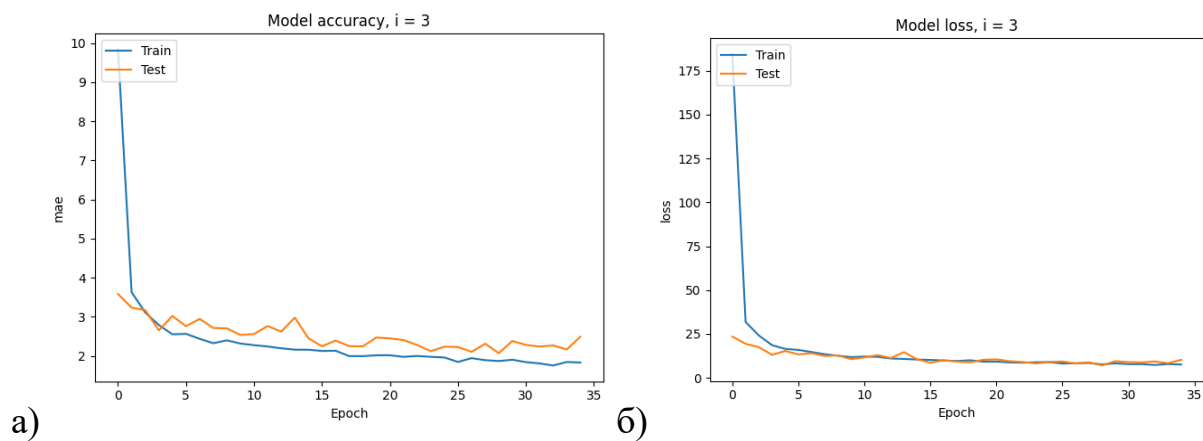 Model accuracy, i = 3
10
9
8
7
6
5
4
3
2
mae
Train
Test
0 5 10 15 20 25 30 35
Epoch
а)
Model loss, i = 3
175
150
125
100
75
50
25
0
loss
Train
Test
0 5 10 15 20 25 30 35
Epoch
б)